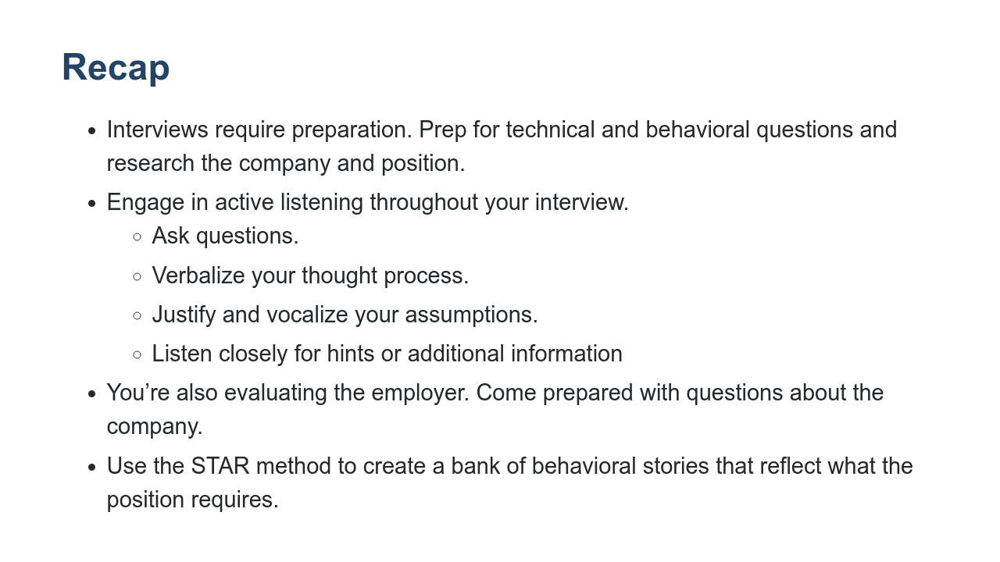 Recap
• Interviews require preparation. Prep for technical and behavioral questions and
research the company and position.
• Engage in active listening throughout your interview.
○ Ask questions.
○ Verbalize your thought process.
○ Justify and vocalize your assumptions.
○ Listen closely for hints or additional information
• You’re also evaluating the employer. Come prepared with questions about the
company.
• Use the STAR method to create a bank of behavioral stories that reflect what the
position requires.